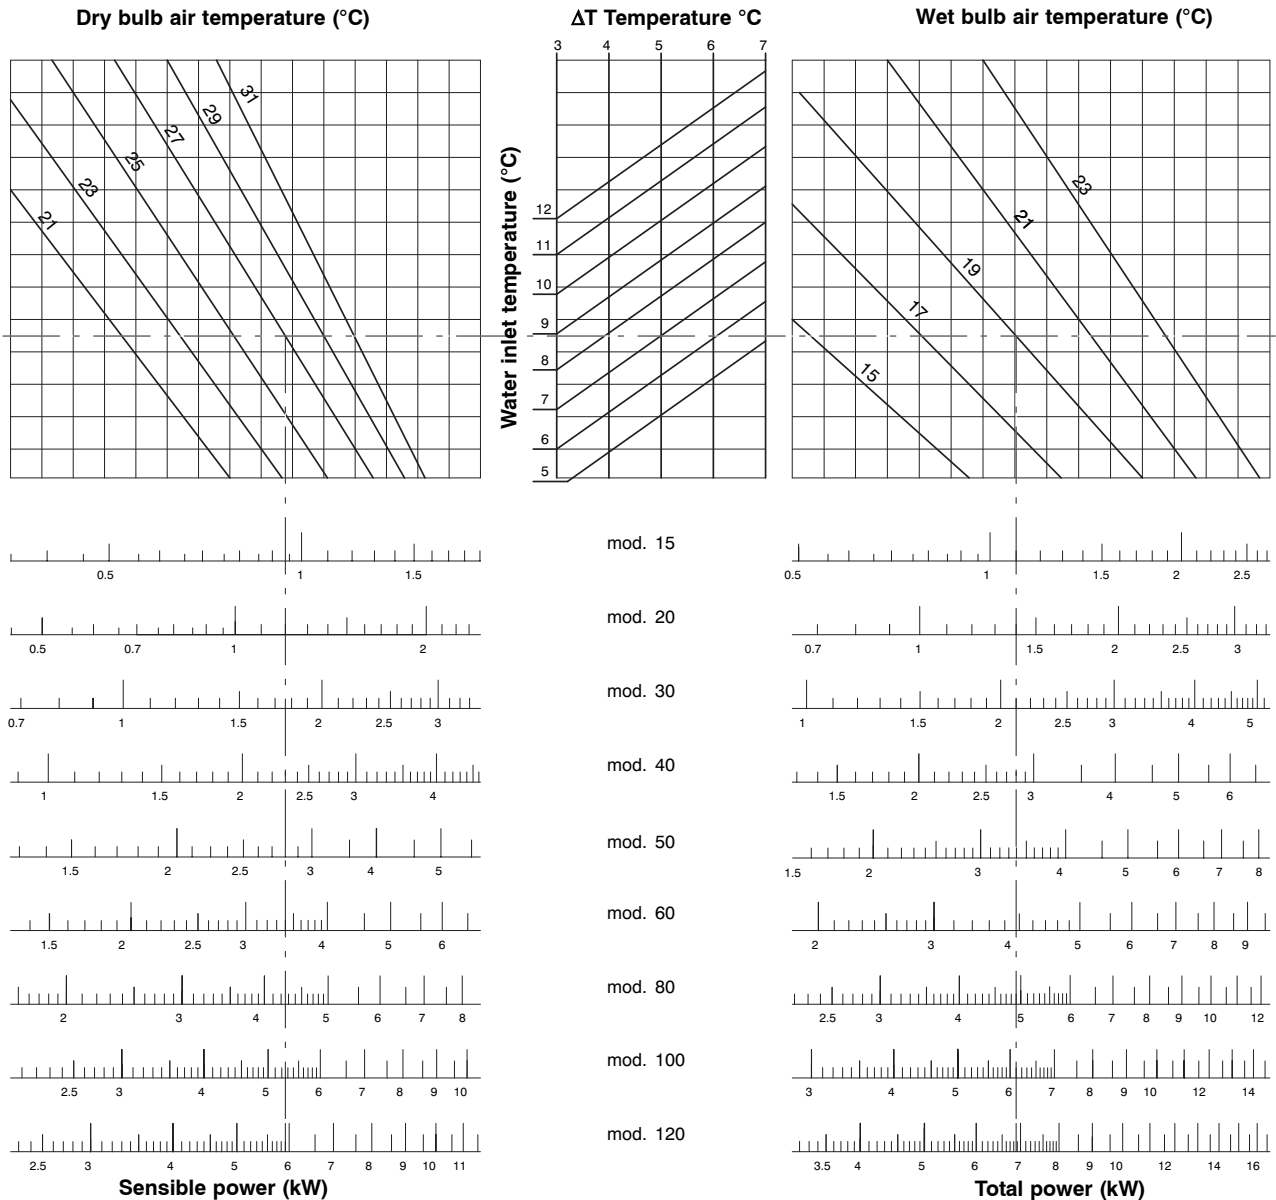 Dry bulb air temperature (°C) ΔT Temperature °C Wet bulb air temperature (°C)
3 4 5 6 7
31
29
27
25
23
21
Water inlet temperature (°C)
12
11
10
9
8
7
6
5
23
21
19
17
15
mod. 15
0.5 1 1.5 0.5 1 1.5 2 2.5
mod. 20
0.5 0.7 1 2 0.7 1 1.5 2 2.5 3
mod. 30
0.7 1 1.5 2 2.5 3 1 1.5 2 2.5 3 4 5
mod. 40
1 1.5 2 2.5 3 4 1.5 2 2.5 3 4 5 6
mod. 50
1.5 2 2.5 3 4 5 1.5 2 3 4 5 6 7 8
mod. 60
1.5 2 2.5 3 4 5 6 2 3 4 5 6 7 8 9
mod. 80
2 3 4 5 6 7 8 2.5 3 4 5 6 7 8 9 10 12
mod. 100
2.5 3 4 5 6 7 8 9 10 3 4 5 6 7 8 9 10 12 14
mod. 120
2.5 3 4 5 6 7 8 9 10 11 3.5 4 5 6 7 8 9 10 12 14 16
Sensible power (kW) Total power (kW)